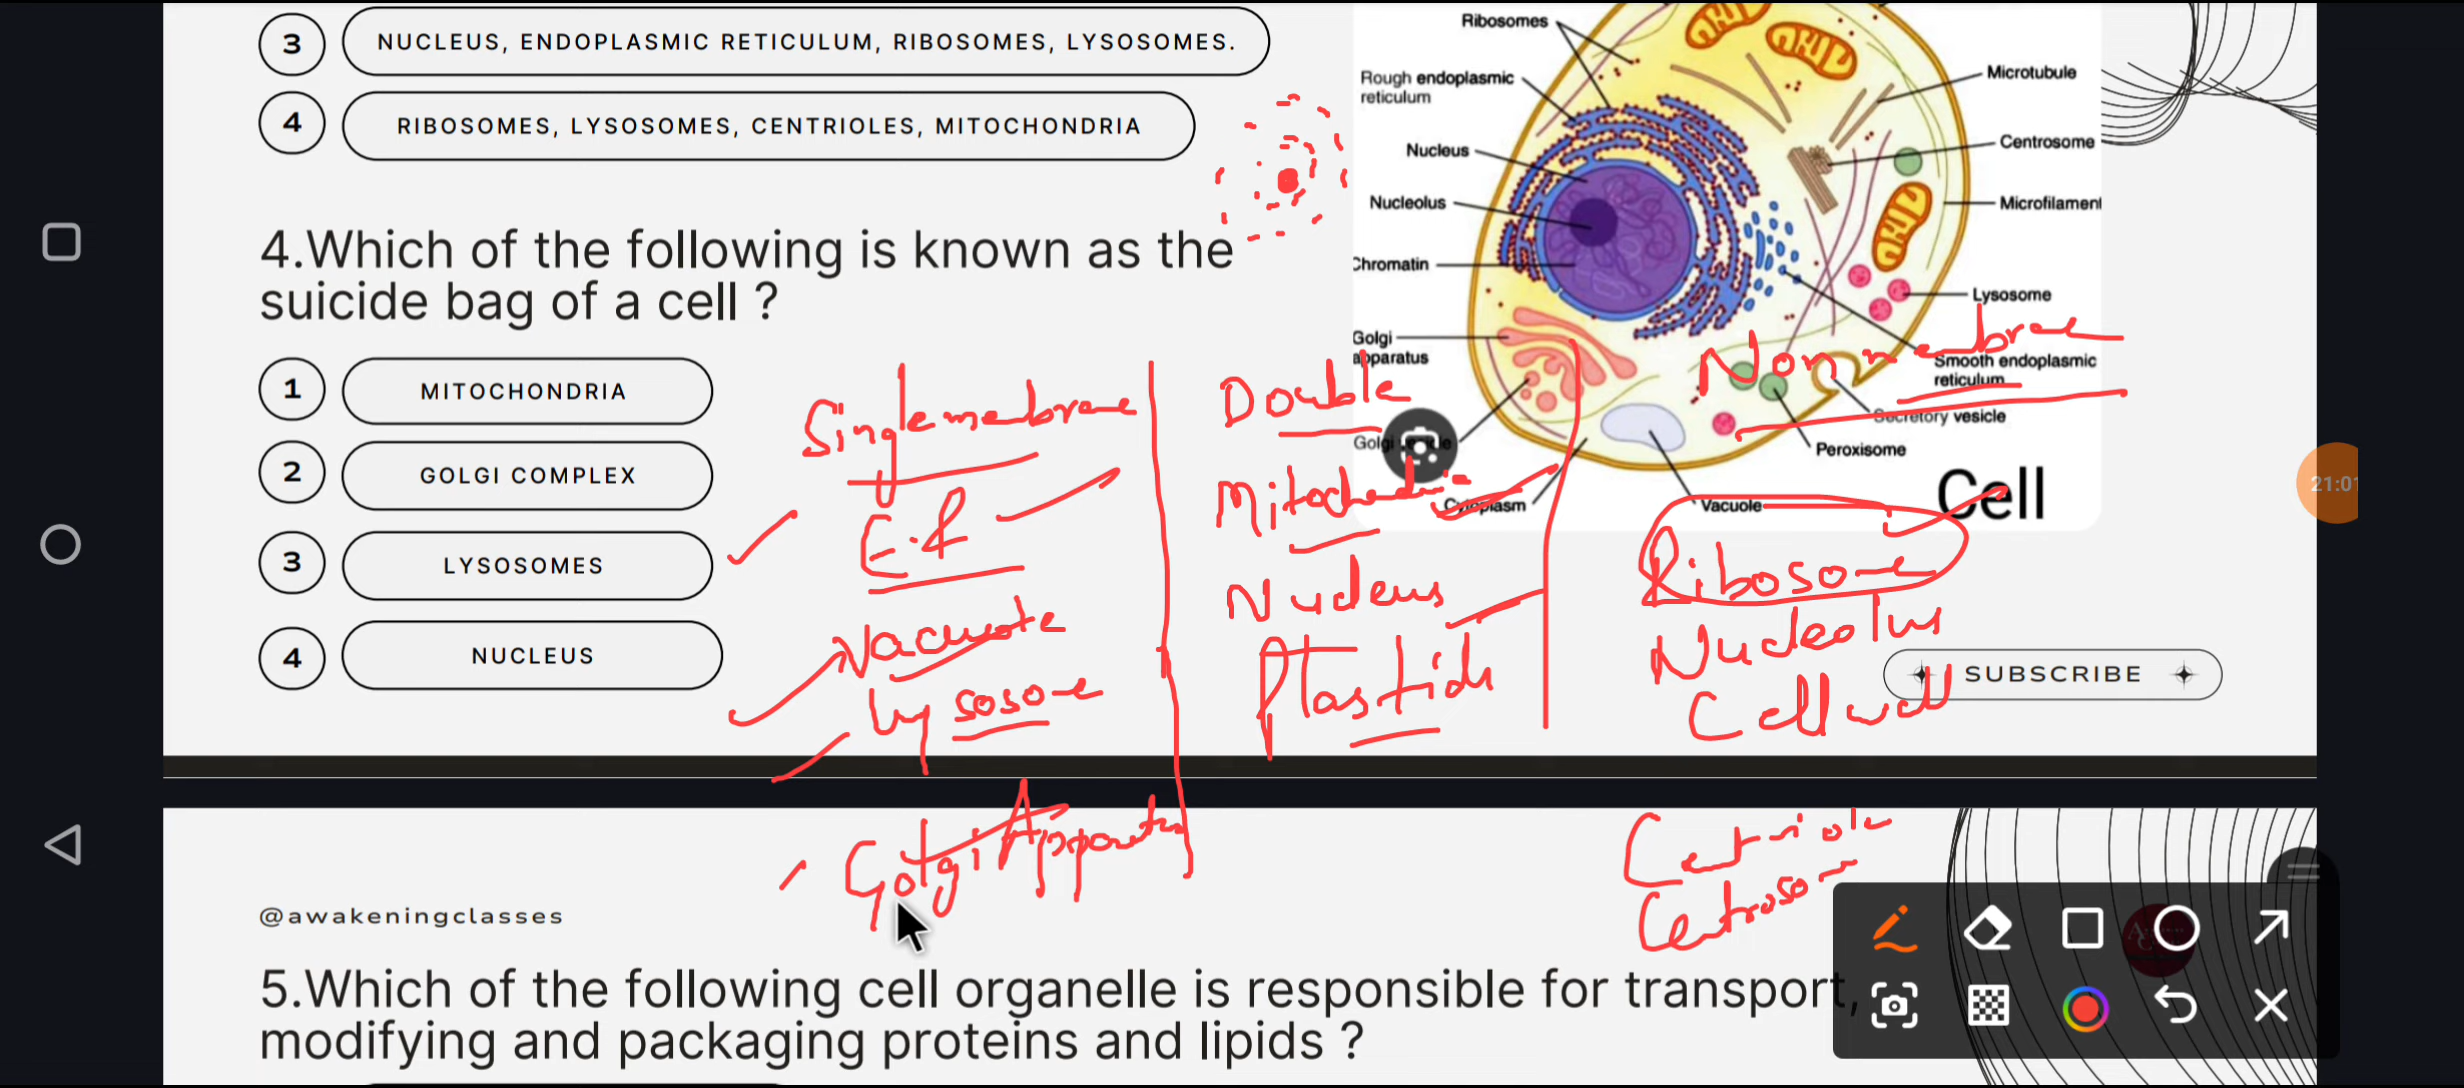 3 NUCLEUS, ENDOPLASMIC RETICULUM, RIBOSOMES, LYSOSOMES.
4 RIBOSOMES, LYSOSOMES, CENTRIOLES, MITOCHONDRIA
4.Which of the following is known as the
suicide bag of a cell ?
1 MITOCHONDRIA
2 GOLGI COMPLEX
3 LYSOSOMES
4 NUCLEUS
Ribosomes
Rough endoplasmic
reticulum
Nucleus
Nucleolus
Chromatin
Golgi
apparatus
Golgi
Cytoplasm
Microtubule
Centrosome
Microfilament
Lysosome
Smooth endoplasmic
reticulum
Secretory vesicle
Peroxisome
Vacuole
Cell
Single membrane
E.R
Vacuole
Lysosome
Golgi Apparatus
Double
Mitochondria
Nucleus
Plastids
Non membrane
Ribosome
Nucleolus
Cell wall
Centriole
Centrosome
SUBSCRIBE
21:01
@awakeningclasses
5.Which of the following cell organelle is responsible for transport,
modifying and packaging proteins and lipids ?